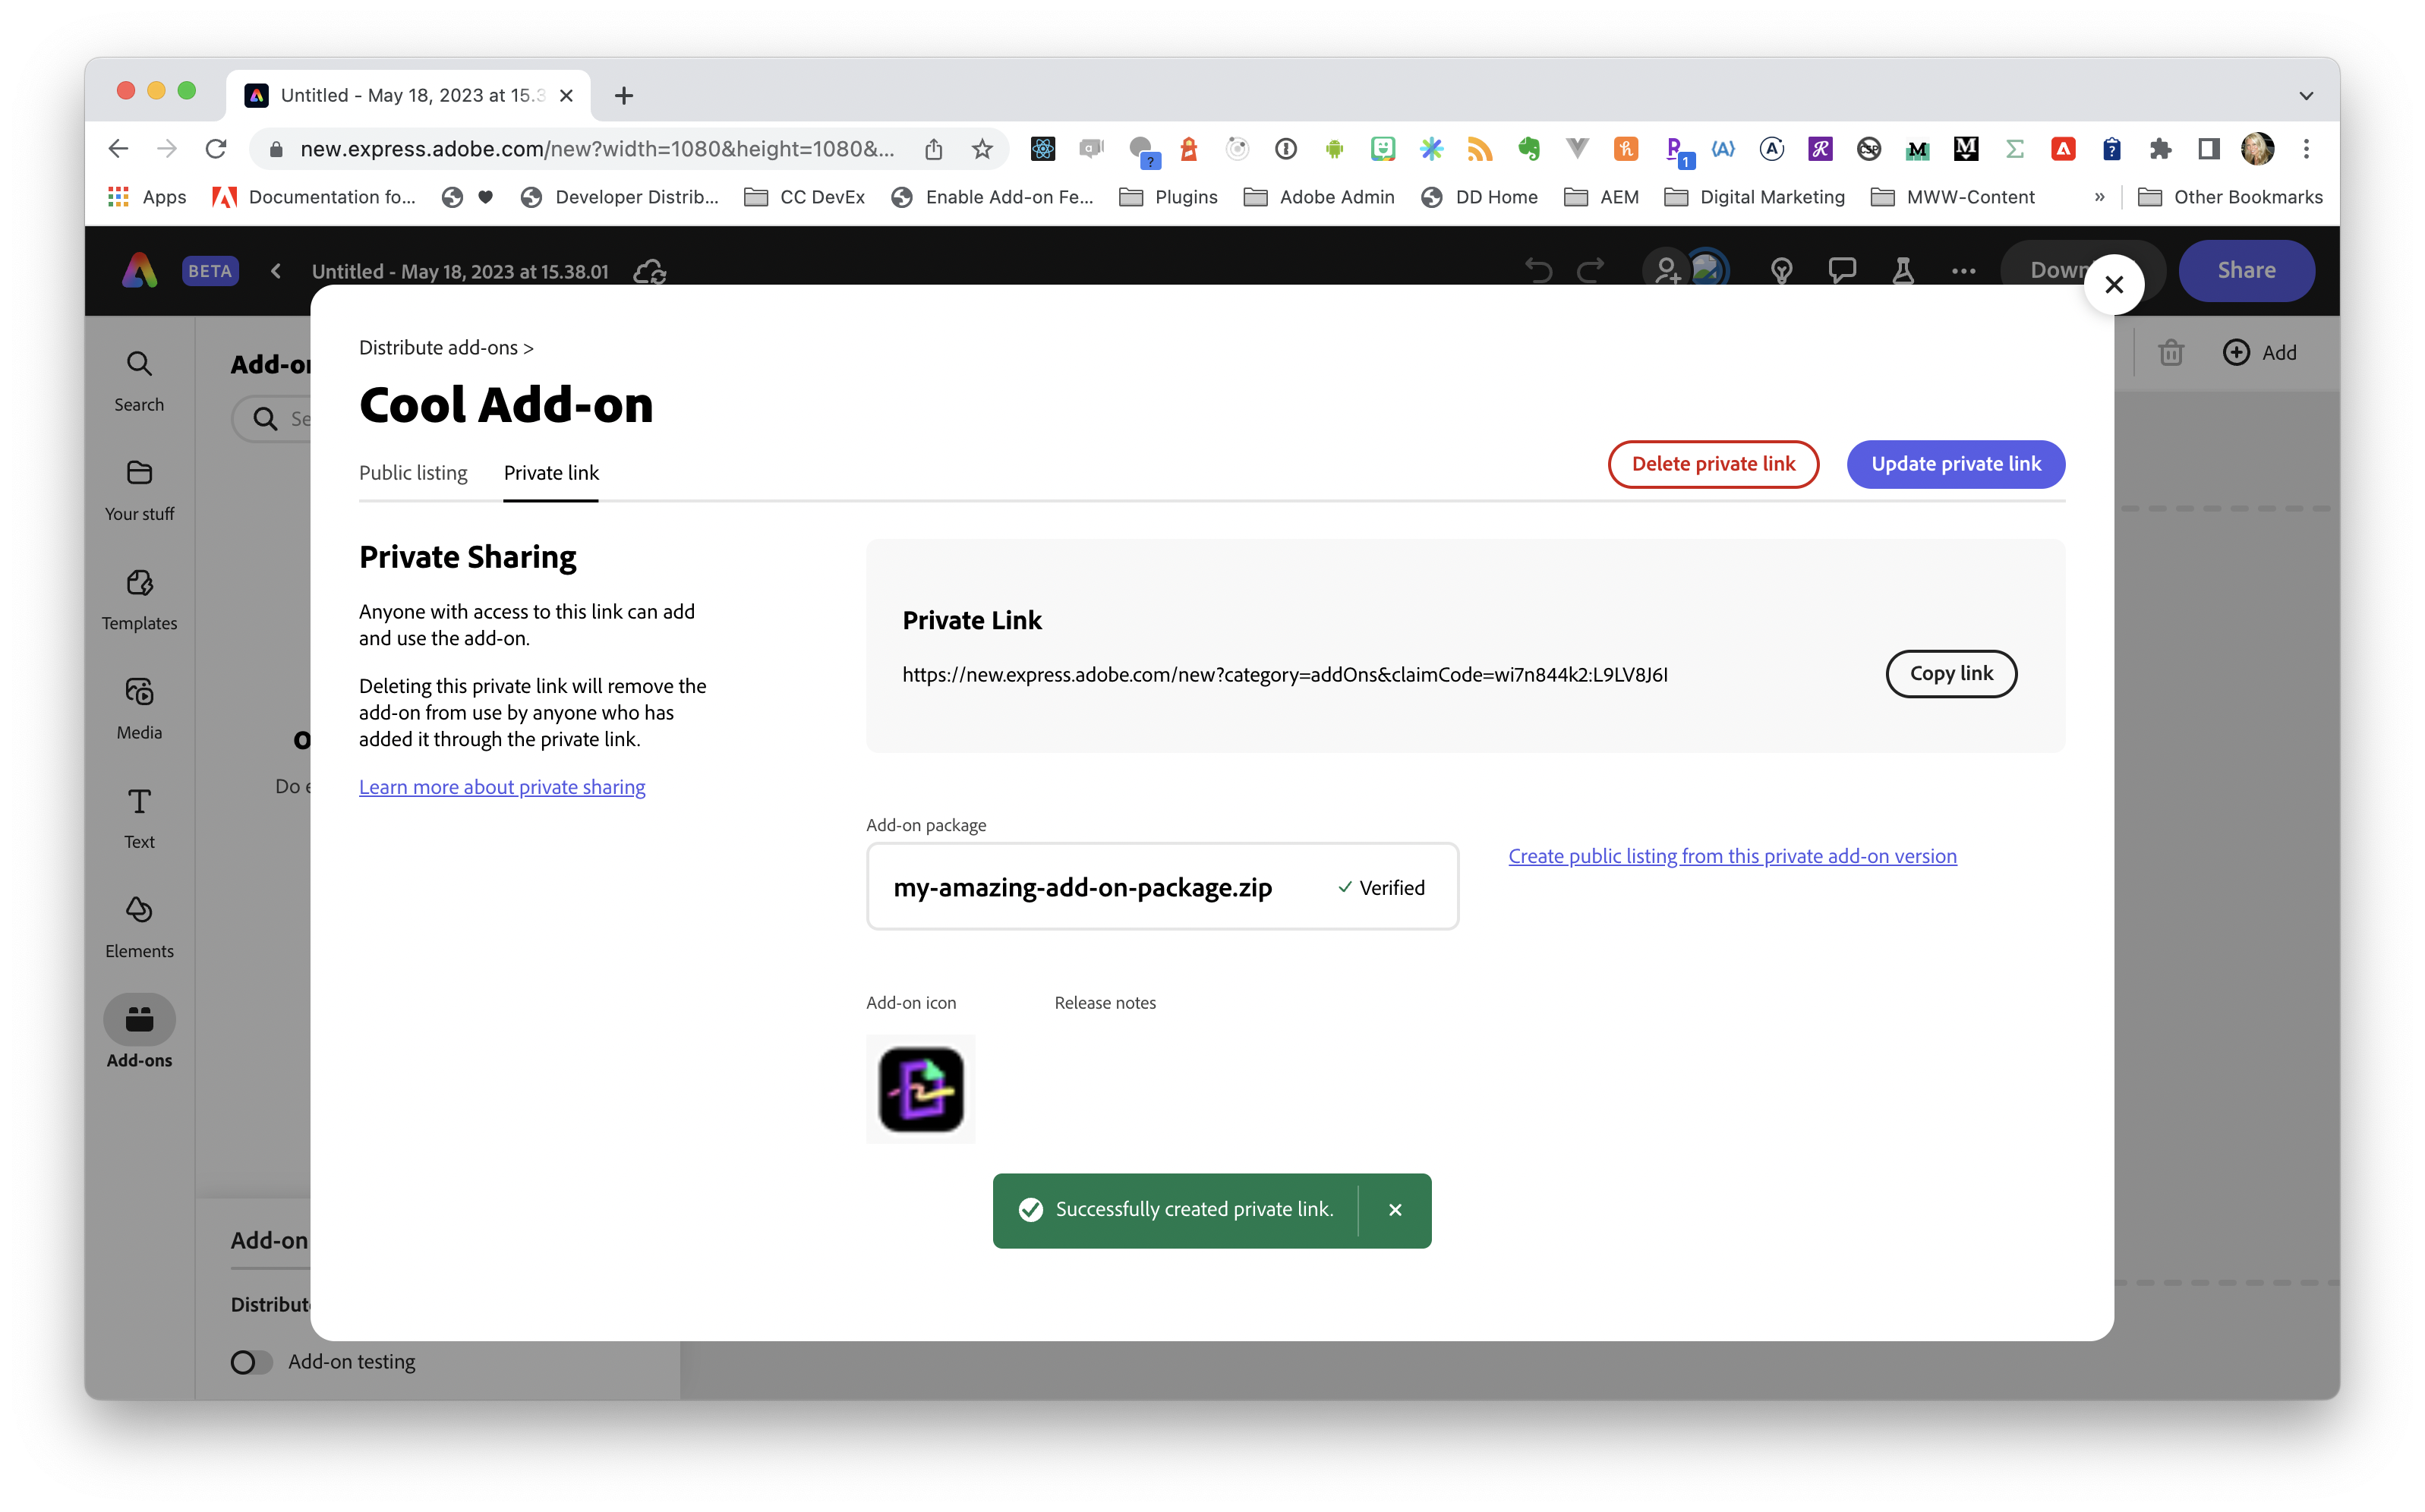 Untitled - May 18, 2023 at 15.3
new.express.adobe.com/new?width=1080&height=1080&...
Apps
Documentation fo...
Developer Distrib...
CC DevEx
Enable Add-on Fe...
Plugins
Adobe Admin
DD Home
AEM
Digital Marketing
MWW-Content
»
Other Bookmarks
BETA
Untitled - May 18, 2023 at 15.38.01
Down
Share
Search
Your stuff
Templates
Media
Text
Elements
Add-ons
Add-on
Se
Do
Add-on
Distribut
Add-on testing
Add
Distribute add-ons >
Cool Add-on
Public listing
Private link
Delete private link
Update private link
Private Sharing
Anyone with access to this link can add
and use the add-on.
Deleting this private link will remove the
add-on from use by anyone who has
added it through the private link.
Learn more about private sharing
Private Link
https://new.express.adobe.com/new?category=addOns&claimCode=wi7n844k2:L9LV8J6I
Copy link
Add-on package
my-amazing-add-on-package.zip
Verified
Create public listing from this private add-on version
Add-on icon
Release notes
Successfully created private link.